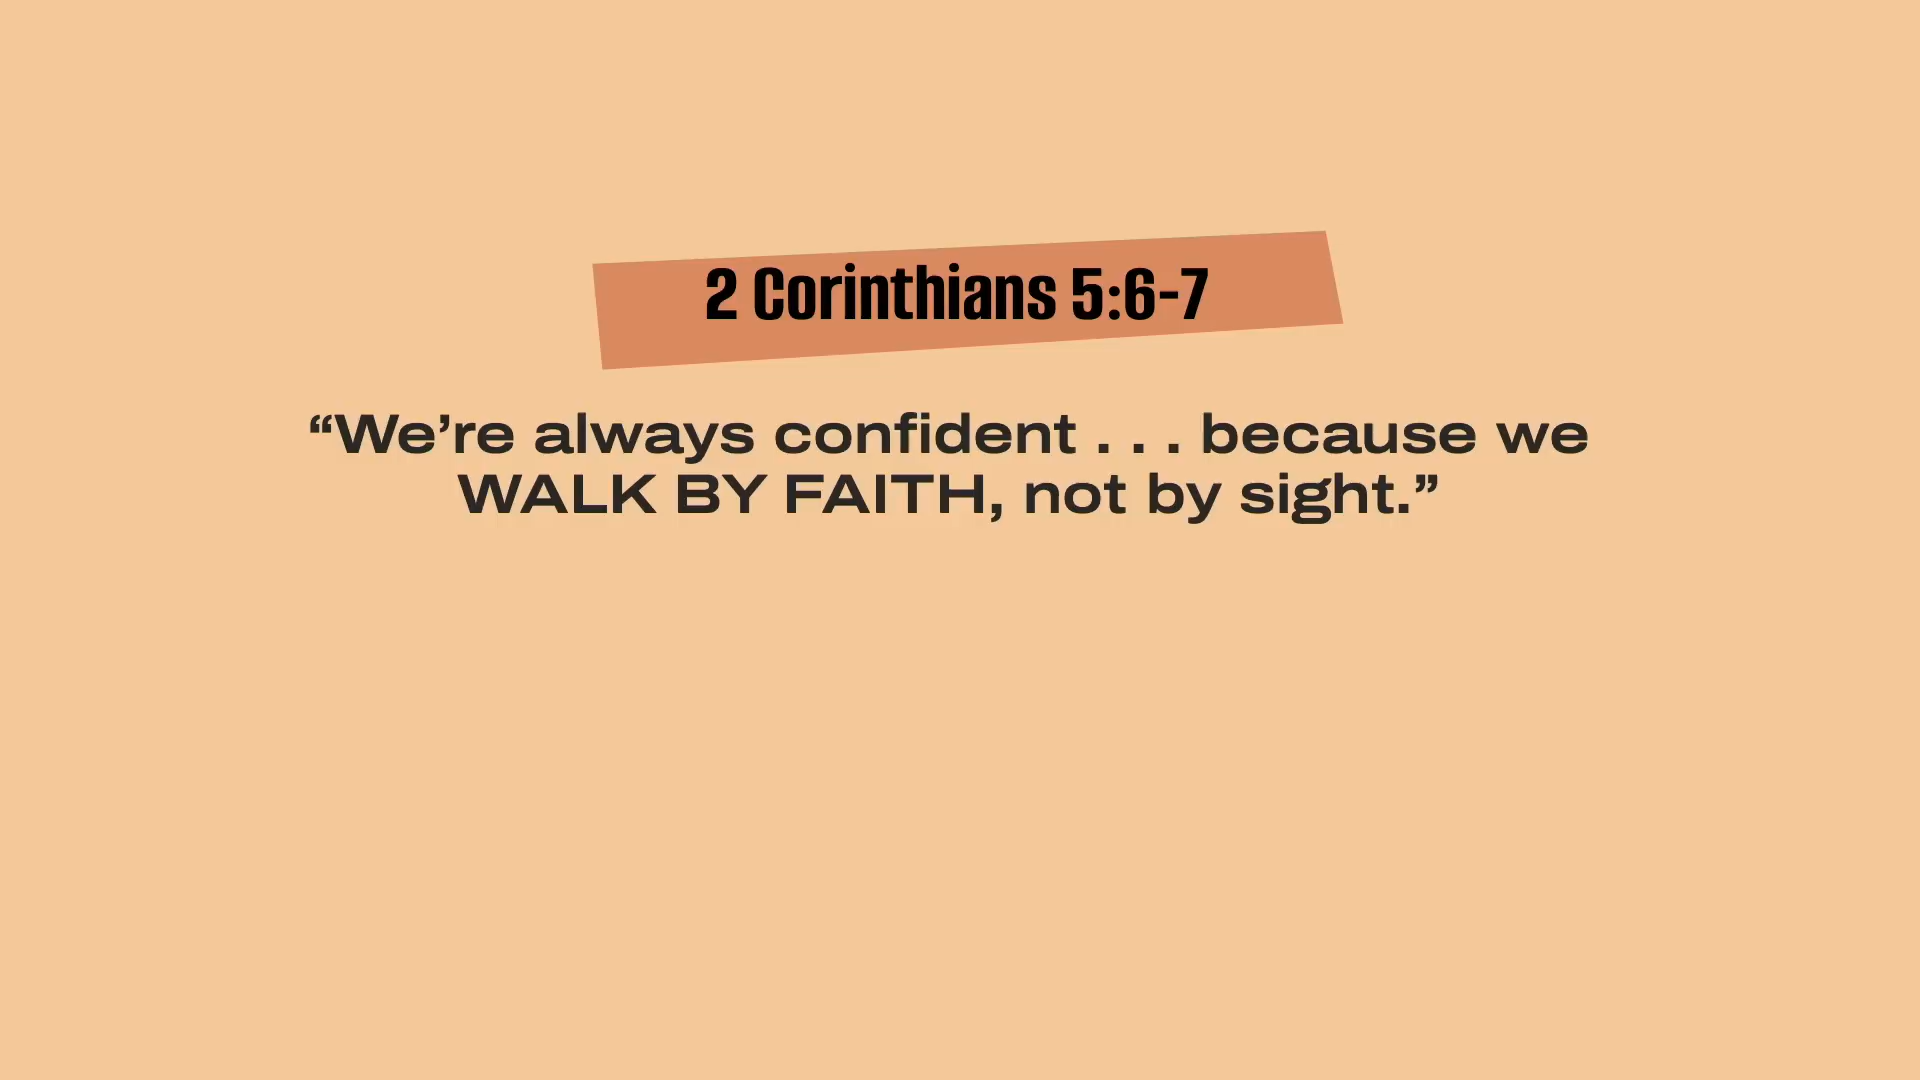 2 Corinthians 5:6-7
“We’re always confident . . . because we
WALK BY FAITH, not by sight.”